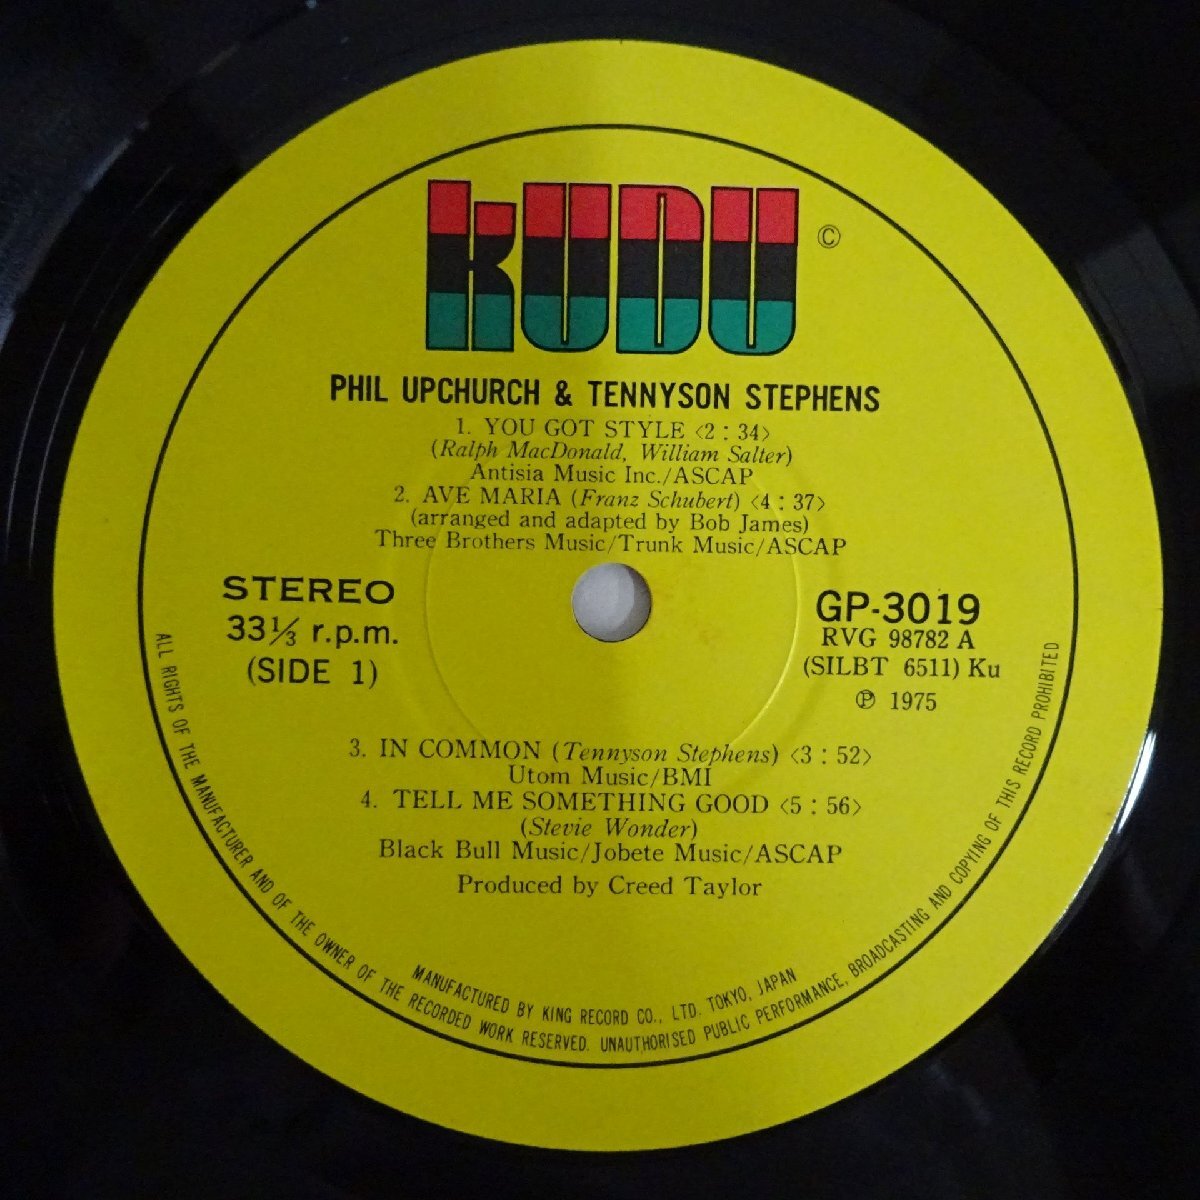 KUDU
©
PHIL UPCHURCH & TENNYSON STEPHENS
1. YOU GOT STYLE <2 : 34>
(Ralph MacDonald, William Salter)
Antisia Music Inc./ASCAP
2. AVE MARIA (Franz Schubert) <4 : 37>
(arranged and adapted by Bob James)
Three Brothers Music/Trunk Music/ASCAP
STEREO
33⅓ r.p.m.
(SIDE 1)
GP-3019
RVG 98782 A
(SILBT 6511) Ku
℗ 1975
3. IN COMMON (Tennyson Stephens) <3 : 52>
Utom Music/BMI
4. TELL ME SOMETHING GOOD <5 : 56>
(Stevie Wonder)
Black Bull Music/Jobete Music/ASCAP
Produced by Creed Taylor
MANUFACTURED BY KING RECORD CO., LTD. TOKYO, JAPAN
ALL RIGHTS OF THE MANUFACTURER AND OF THE OWNER OF THE RECORDED WORK RESERVED. UNAUTHORISED PUBLIC PERFORMANCE, BROADCASTING AND COPYING OF THIS RECORD PROHIBITED